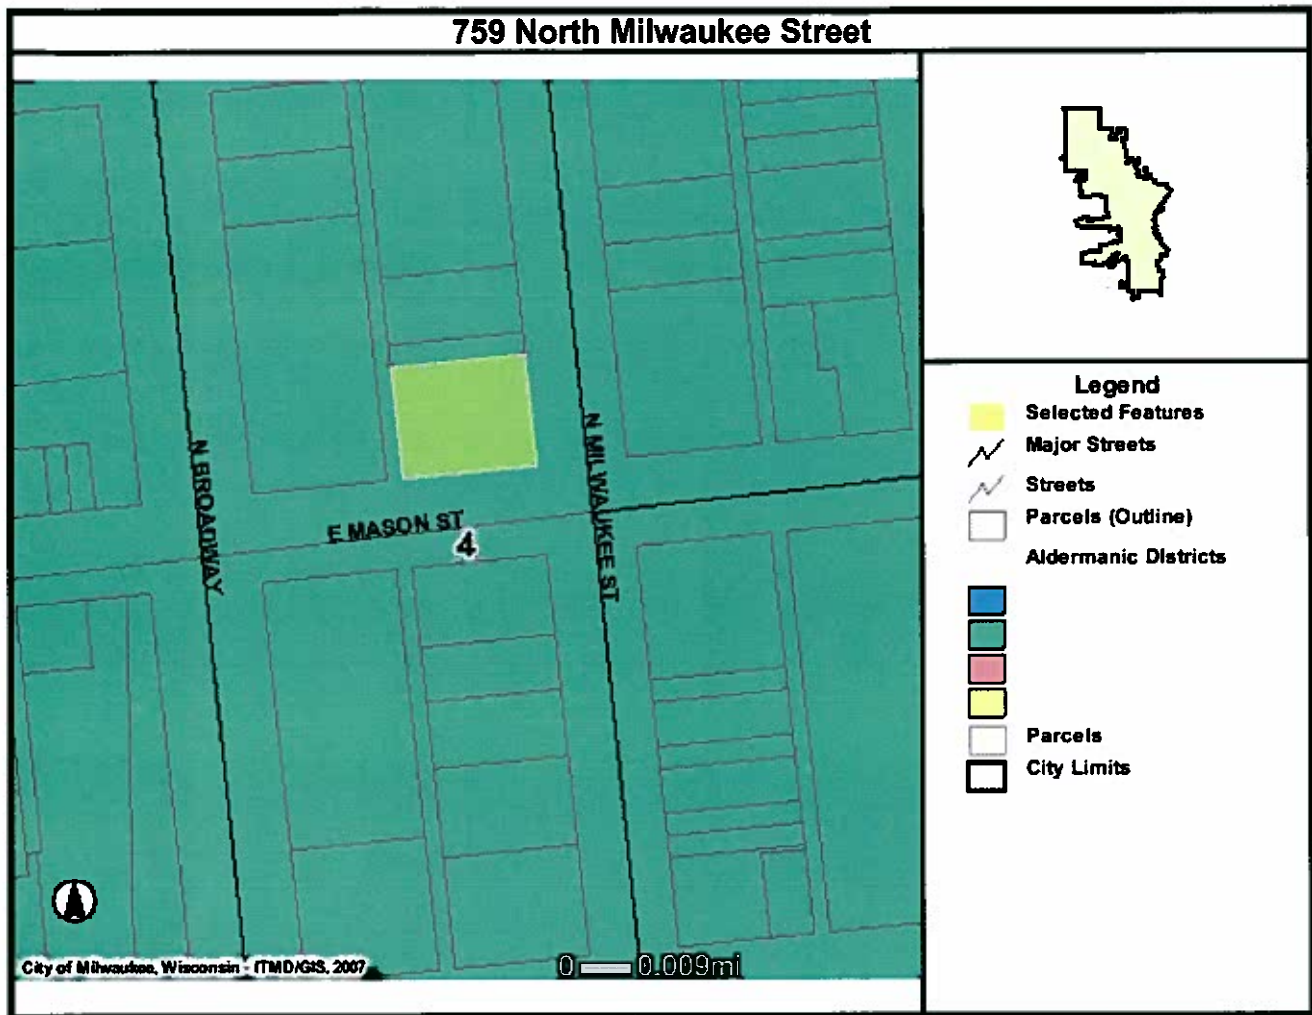 759 North Milwaukee Street
N BROADWAY
N MILWAUKEE ST
E MASON ST
4
City of Milwaukee, Wisconsin - ITMD/GIS, 2007
0 0.009mi
Legend
Selected Features
Major Streets
Streets
Parcels (Outline)
Aldermanic Districts
Parcels
City Limits